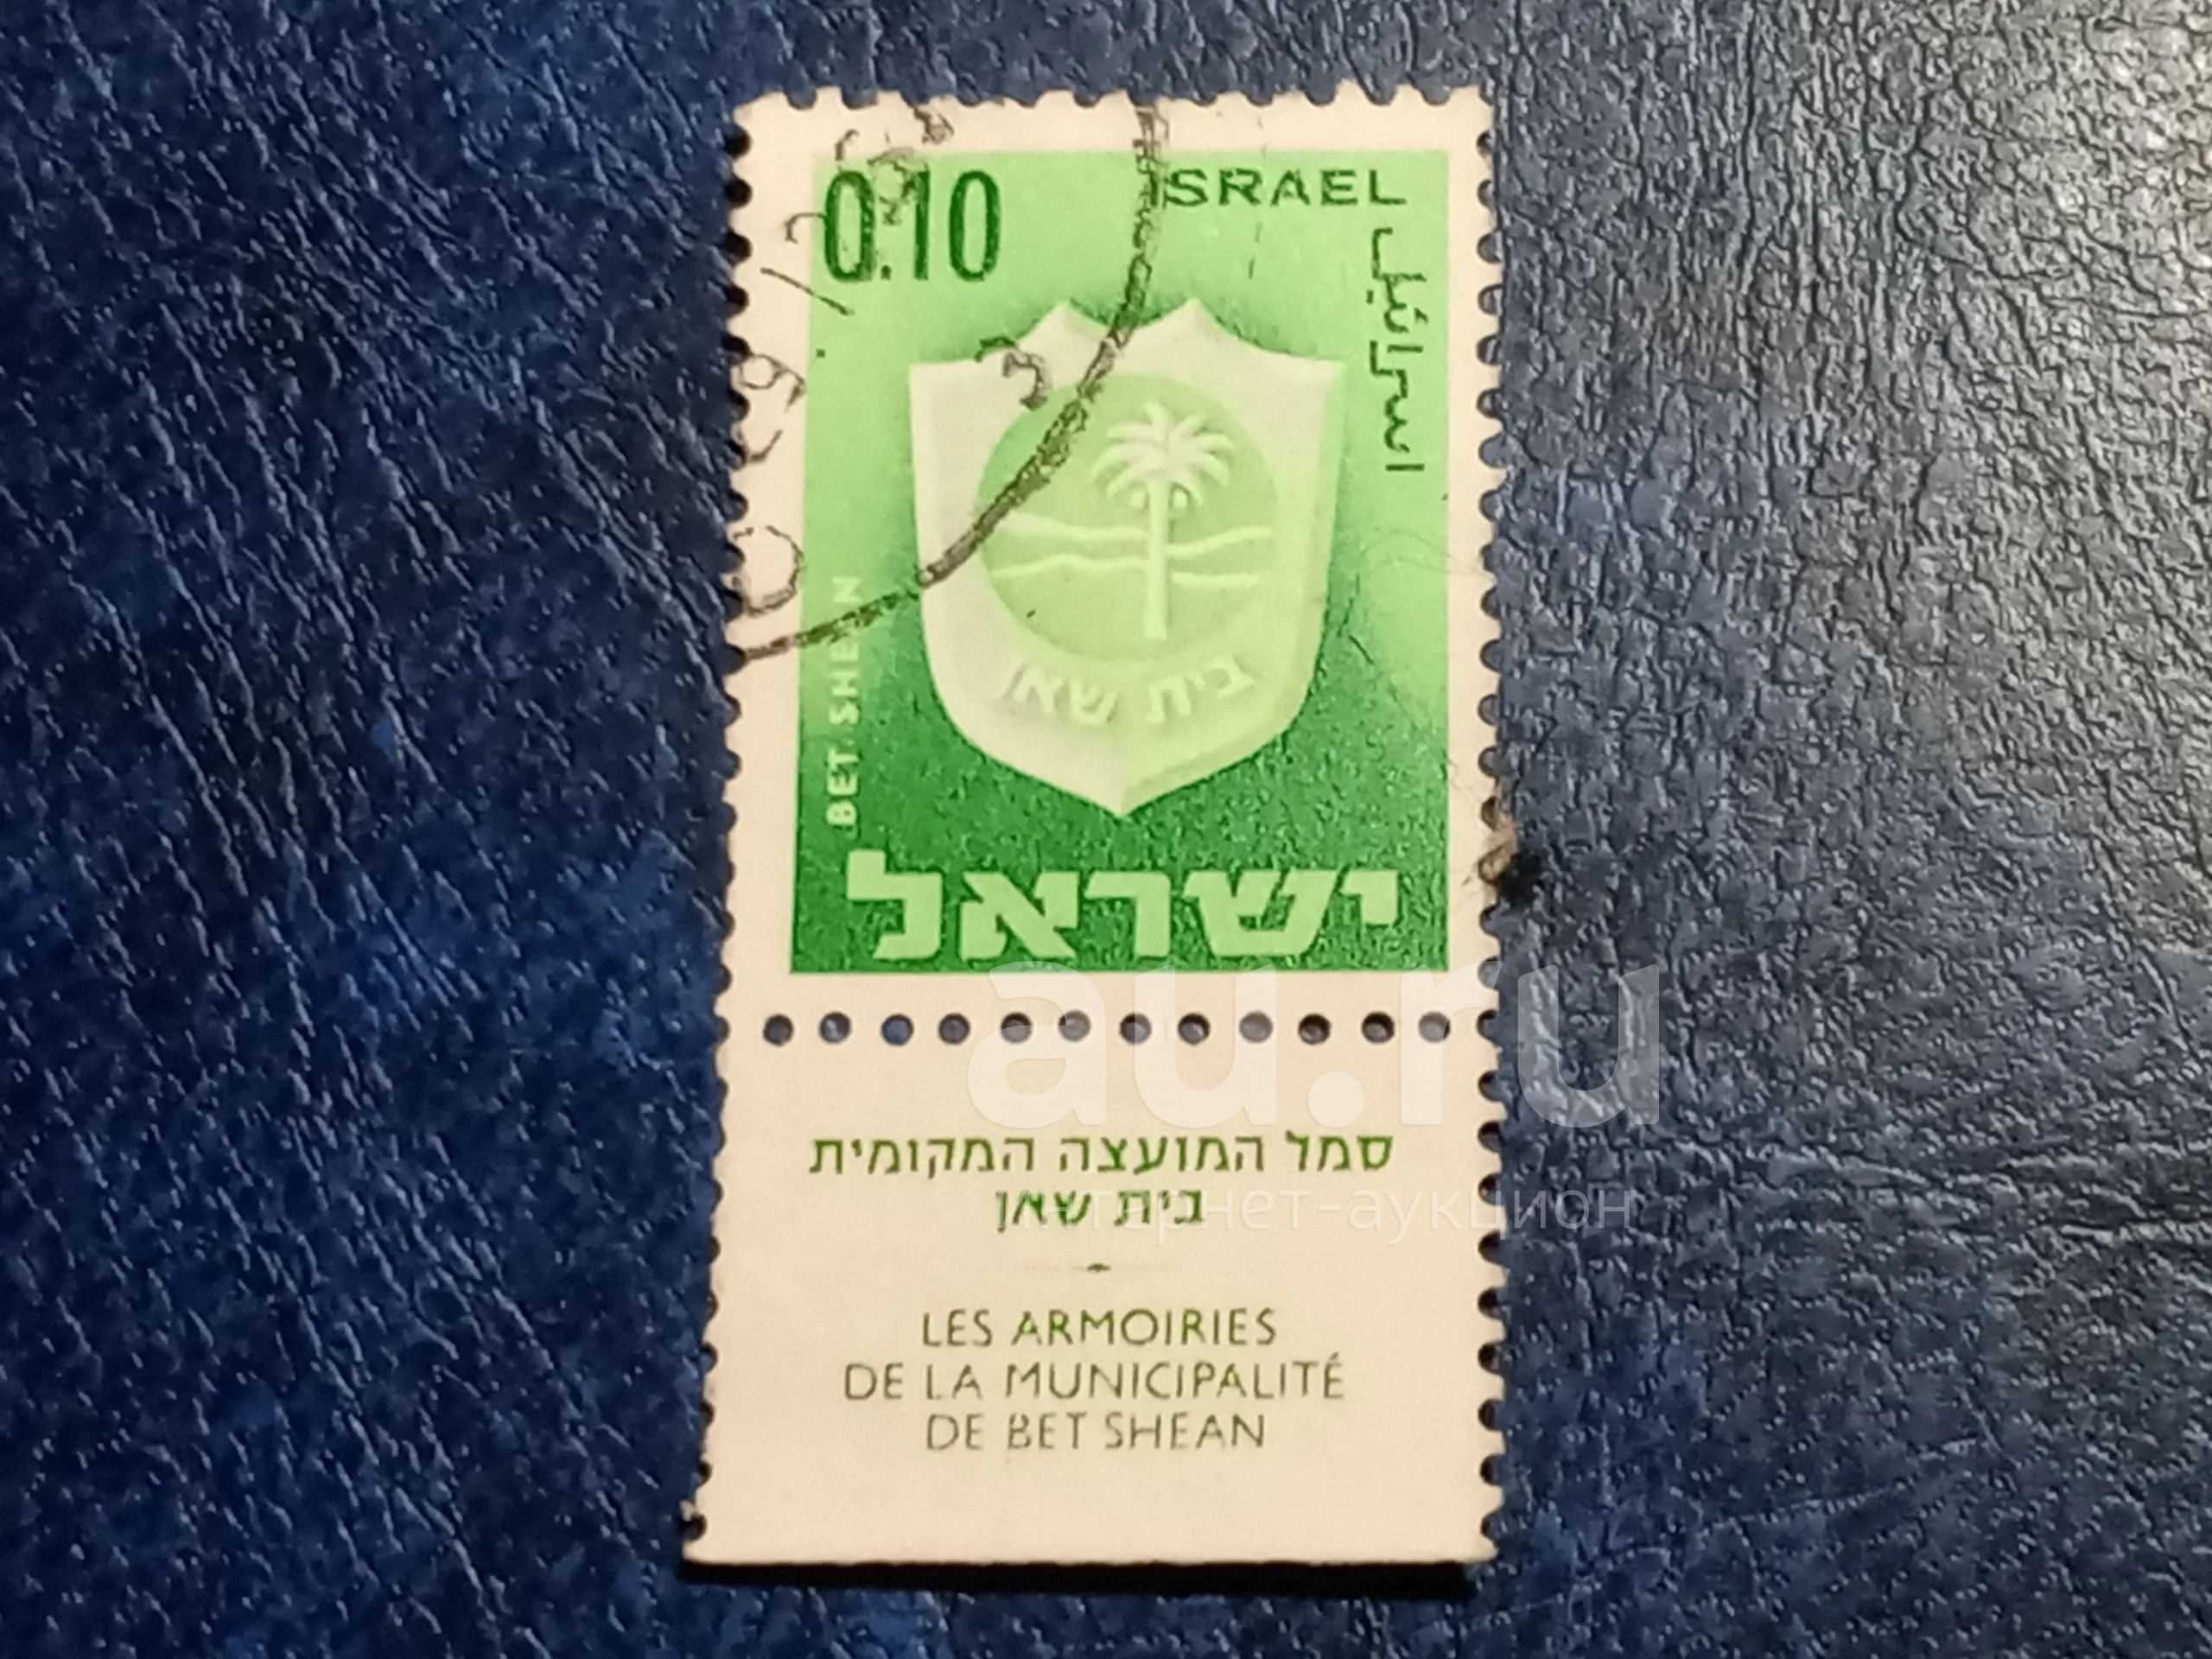 0.10 ISRAEL
اسرائيل
BET SHEAN
בית שאן
ישראל
au.ru
интернет-аукцион
סמל המועצה המקומית
בית שאן
LES ARMOIRIES
DE LA MUNICIPALITÉ
DE BET SHEAN